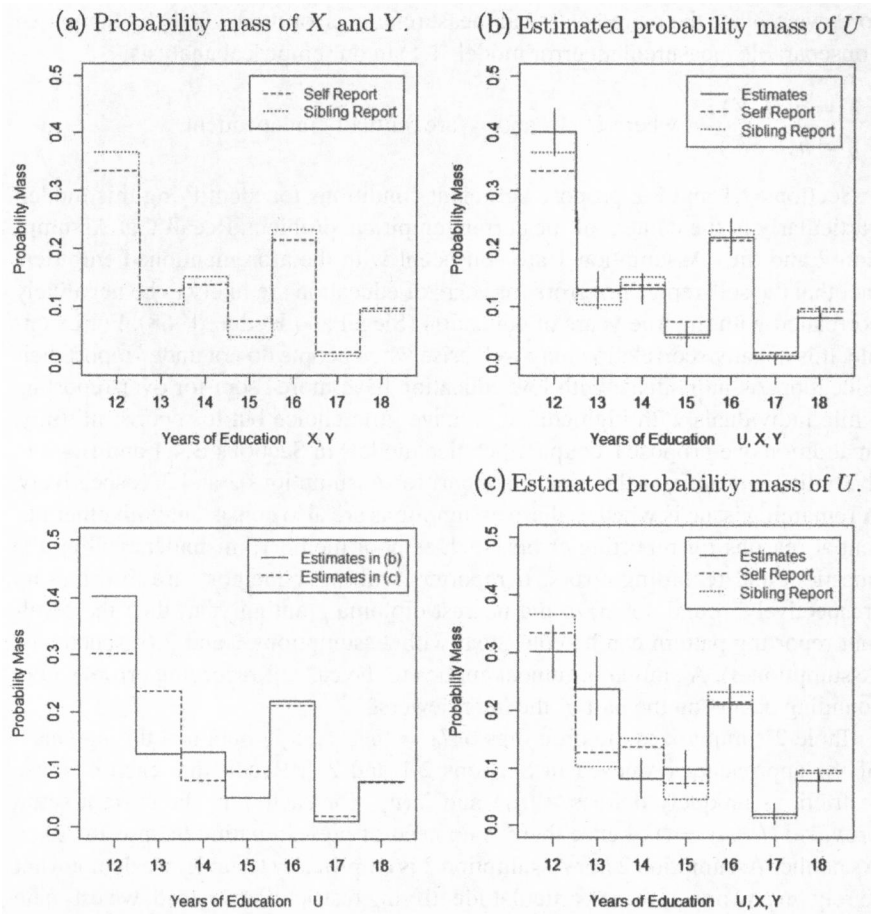 (a) Probability mass of X and Y.
0.5
0.4
0.3
0.2
0.1
0.0
Probability Mass
Self Report
Sibling Report
12 13 14 15 16 17 18
Years of Education X, Y
(b) Estimated probability mass of U
0.5
0.4
0.3
0.2
0.1
0.0
Probability Mass
Estimates
Self Report
Sibling Report
12 13 14 15 16 17 18
Years of Education U, X, Y
0.5
0.4
0.3
0.2
0.1
0.0
Probability Mass
Estimates in (b)
Estimates in (c)
12 13 14 15 16 17 18
Years of Education U
(c) Estimated probability mass of U.
0.5
0.4
0.3
0.2
0.1
0.0
Probability Mass
Estimates
Self Report
Sibling Report
12 13 14 15 16 17 18
Years of Education U,X,Y